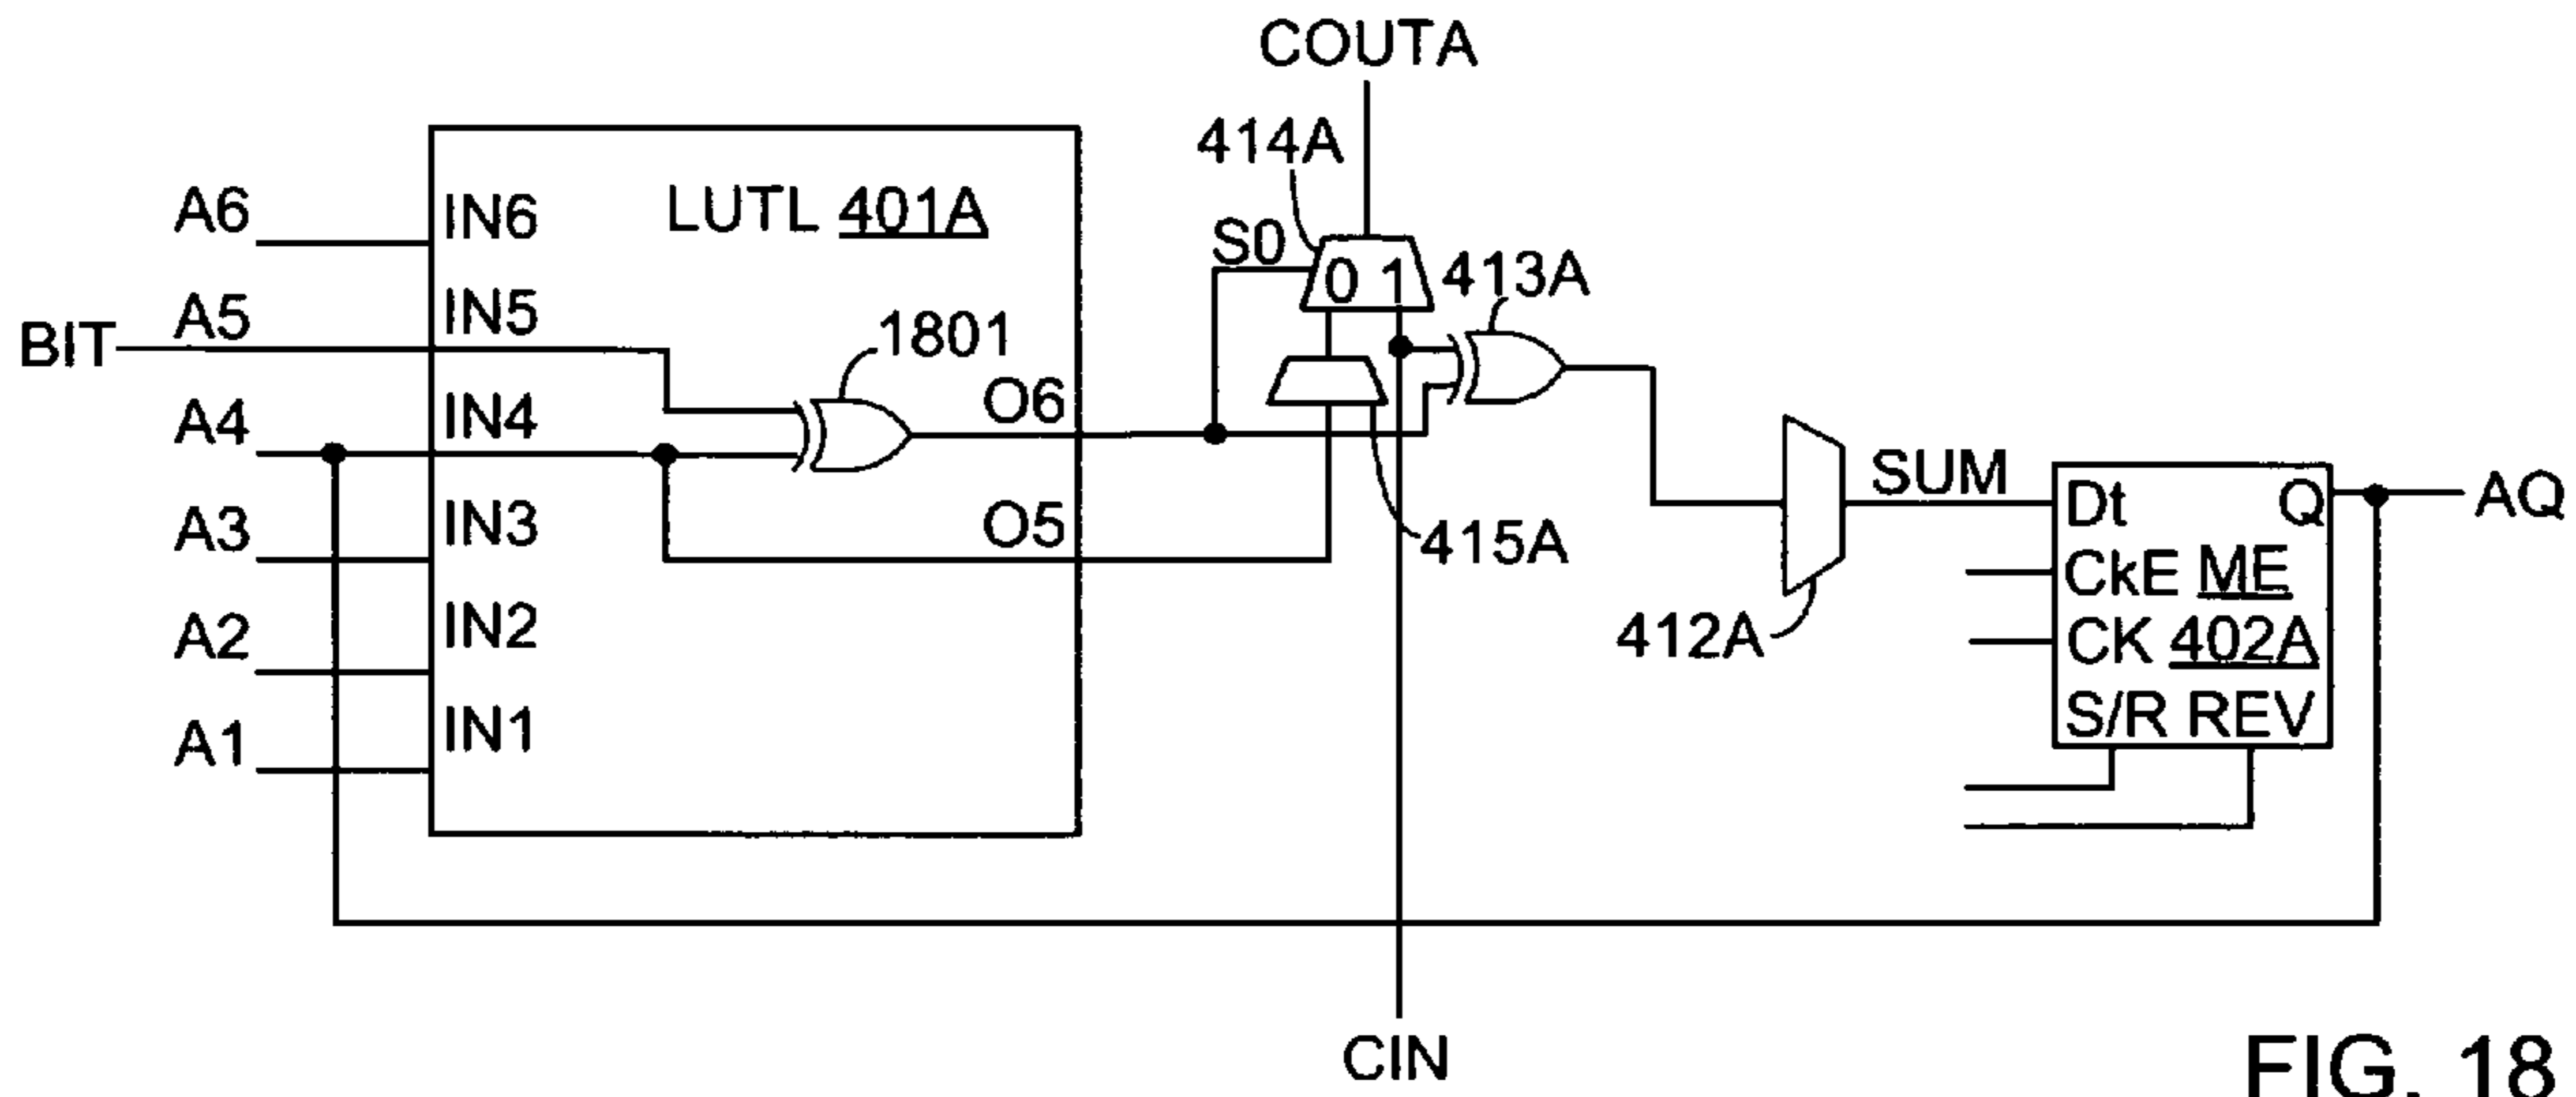 COUTA
414A
A6
IN6
LUTL 401A
S0
0 1
413A
BIT
A5
IN5
1801
A4
IN4
O6
SUM
Dt
Q
AQ
A3
IN3
O5
415A
CkE ME
A2
IN2
412A
CK 402A
A1
IN1
S/R REV
CIN
FIG. 18